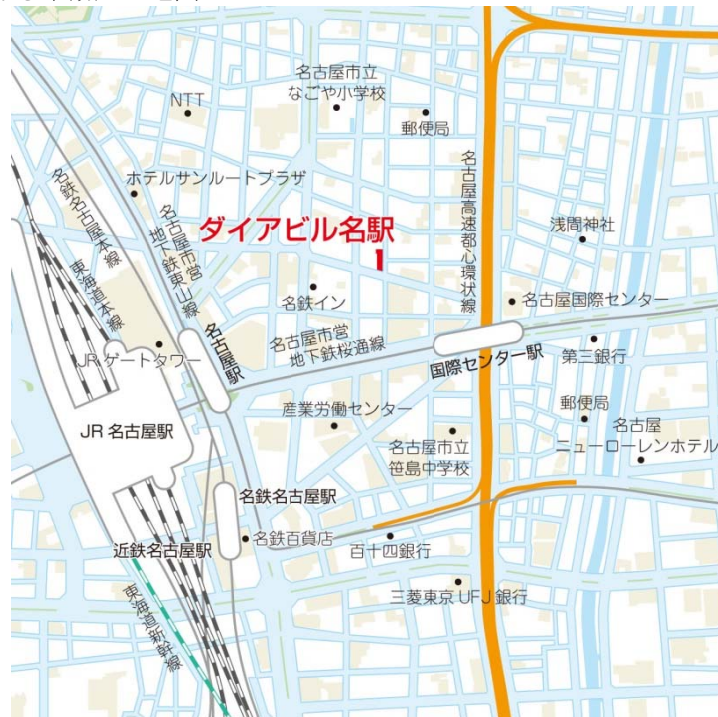 名古屋市立
なごや小学校
NTT
郵便局
ホテルサンルートプラザ
名鉄名古屋本線
東海道本線
名古屋市営
地下鉄東山線
ダイアビル名駅
名古屋高速都心環状線
浅間神社
名鉄イン
名古屋国際センター
名古屋市営
地下鉄桜通線
名古屋駅
JRゲートタワー
国際センター駅
第三銀行
産業労働センター
郵便局
JR 名古屋駅
名古屋市立
笹島中学校
名古屋
ニューローレンホテル
名鉄名古屋駅
名鉄百貨店
近鉄名古屋駅
百十四銀行
東海道新幹線
三菱東京UFJ銀行